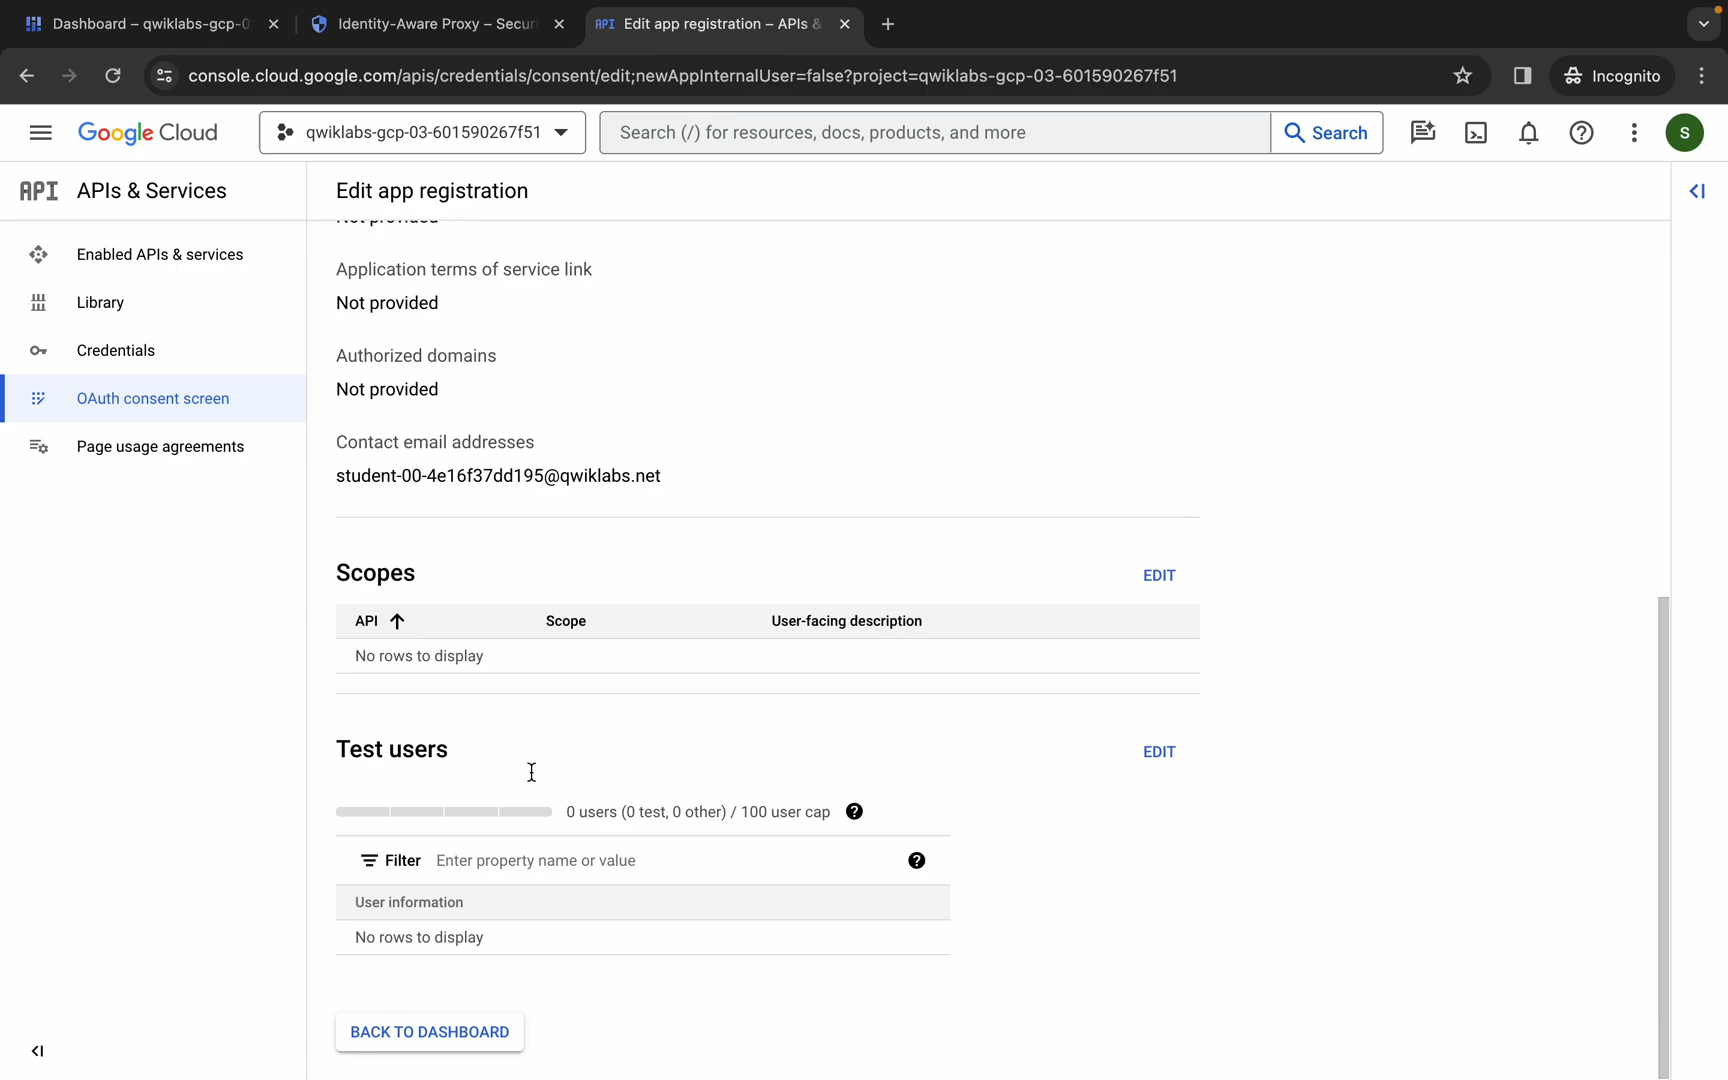 Dashboard – qwiklabs-gcp-0
Identity-Aware Proxy – Secur
API Edit app registration – APIs &
console.cloud.google.com/apis/credentials/consent/edit;newAppInternalUser=false?project=qwiklabs-gcp-03-601590267f51
Incognito
Google Cloud
qwiklabs-gcp-03-601590267f51
Search (/) for resources, docs, products, and more
Search
S
API APIs & Services
Edit app registration
Enabled APIs & services
Library
Credentials
OAuth consent screen
Page usage agreements
Not provided
Application terms of service link
Not provided
Authorized domains
Not provided
Contact email addresses
student-00-4e16f37dd195@qwiklabs.net
Scopes
EDIT
API Scope User-facing description
No rows to display
Test users
EDIT
0 users (0 test, 0 other) / 100 user cap
Filter Enter property name or value
User information
No rows to display
BACK TO DASHBOARD